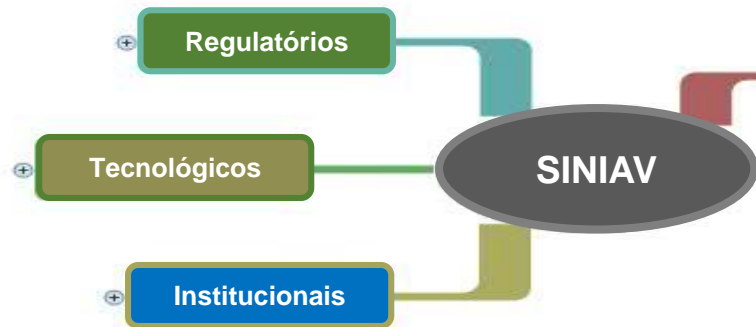 Regulatórios
Tecnológicos
SINIAV
Institucionais